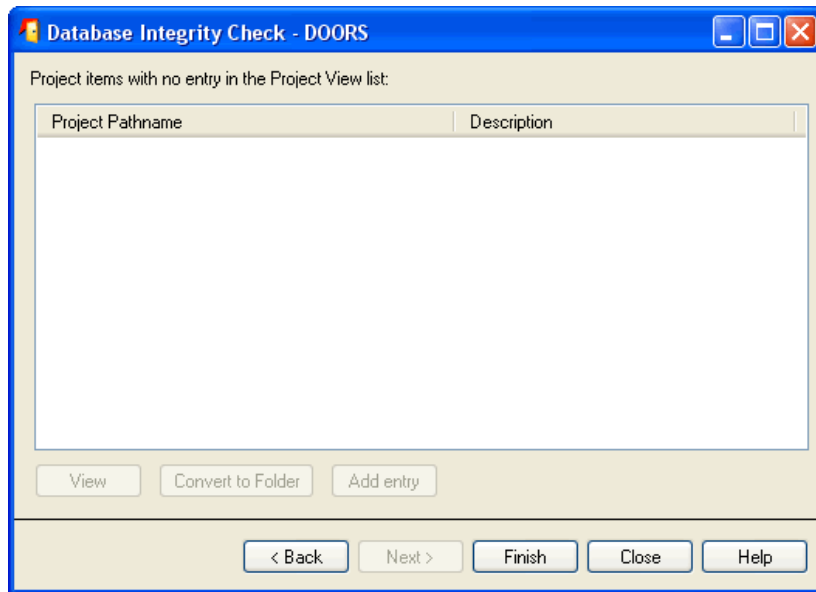 Database Integrity Check - DOORS
Project items with no entry in the Project View list:
Project Pathname Description
View Convert to Folder Add entry
< Back Next > Finish Close Help